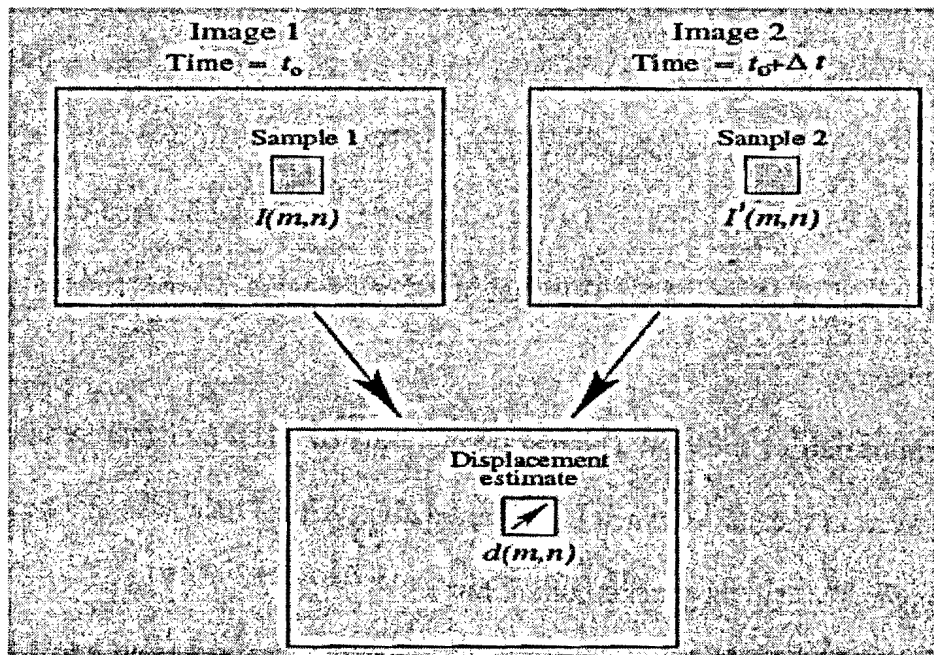 Image 1
Time = t₀
Sample 1
I(m,n)
Image 2
Time = t₀+Δ t
Sample 2
I'(m,n)
Displacement
estimate
d(m,n)